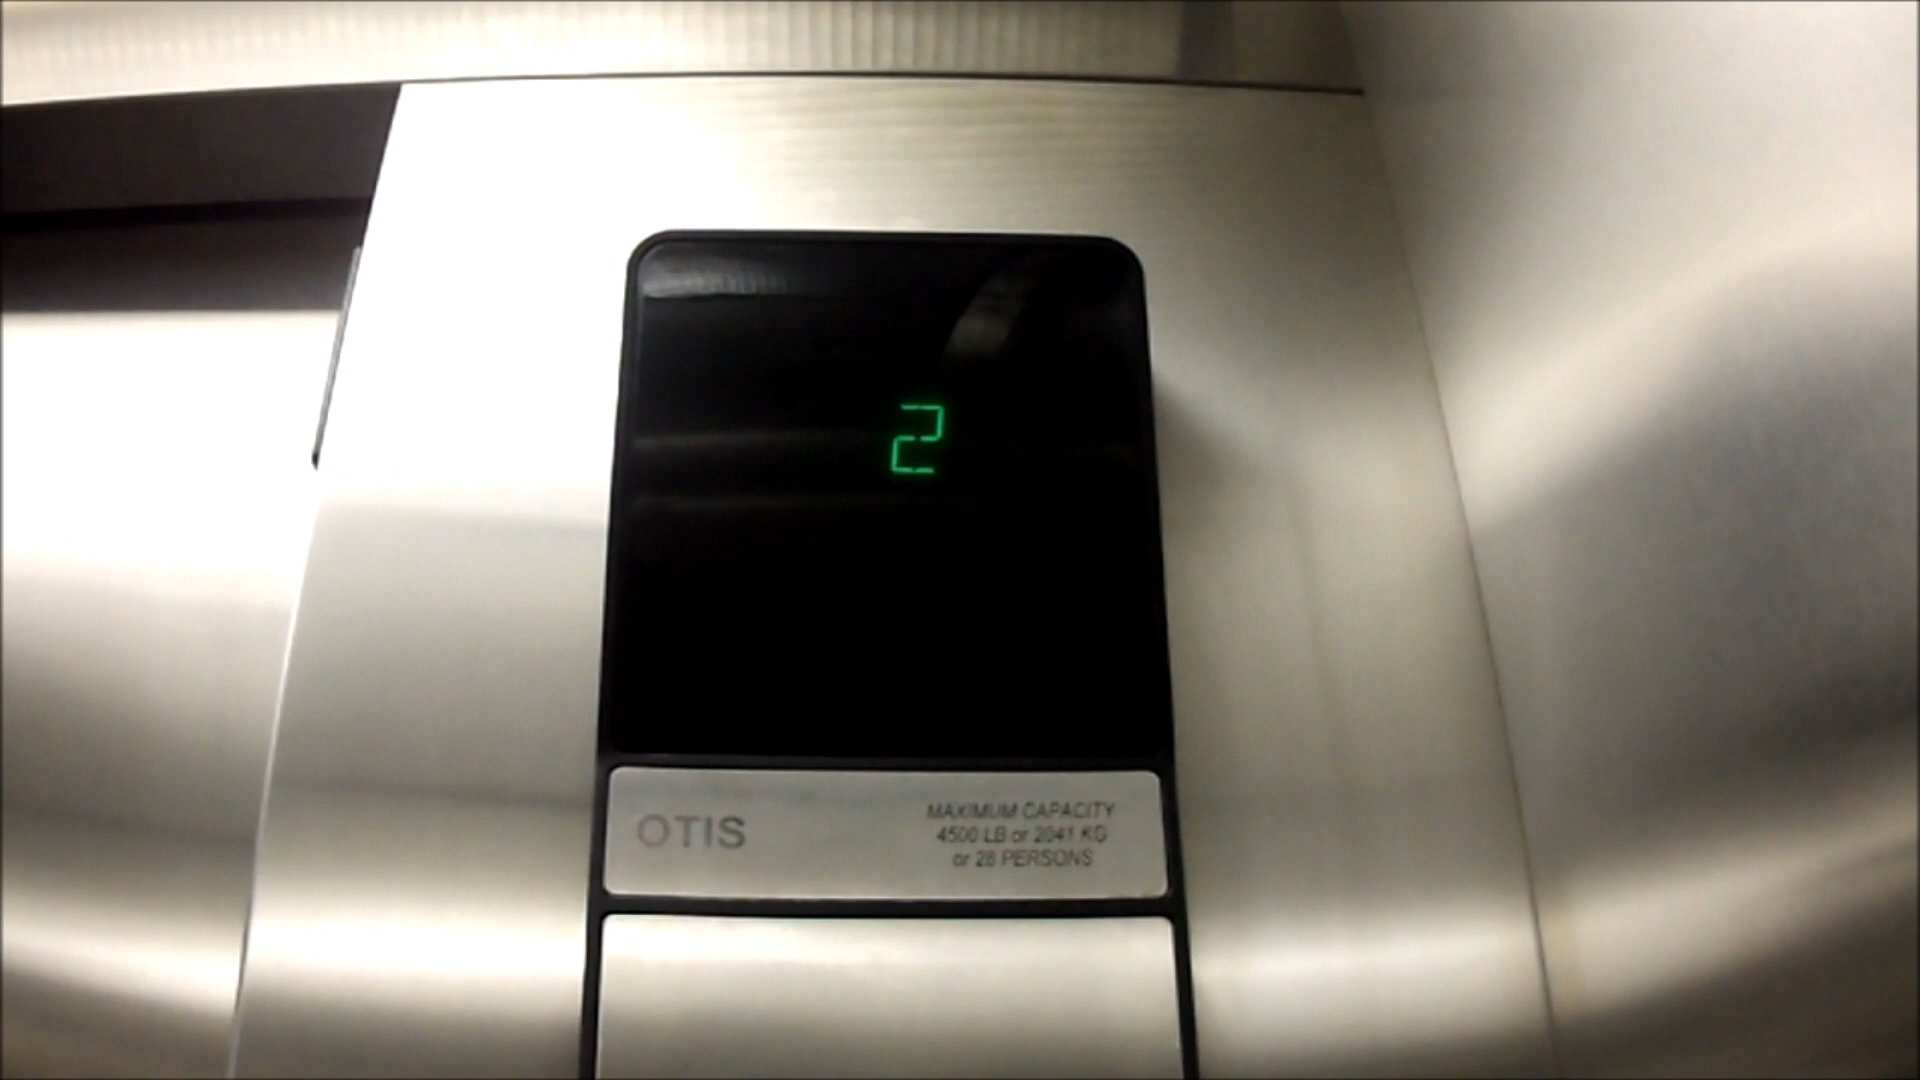 2
OTIS
MAXIMUM CAPACITY
4500 LB or 2041 KG
or 28 PERSONS